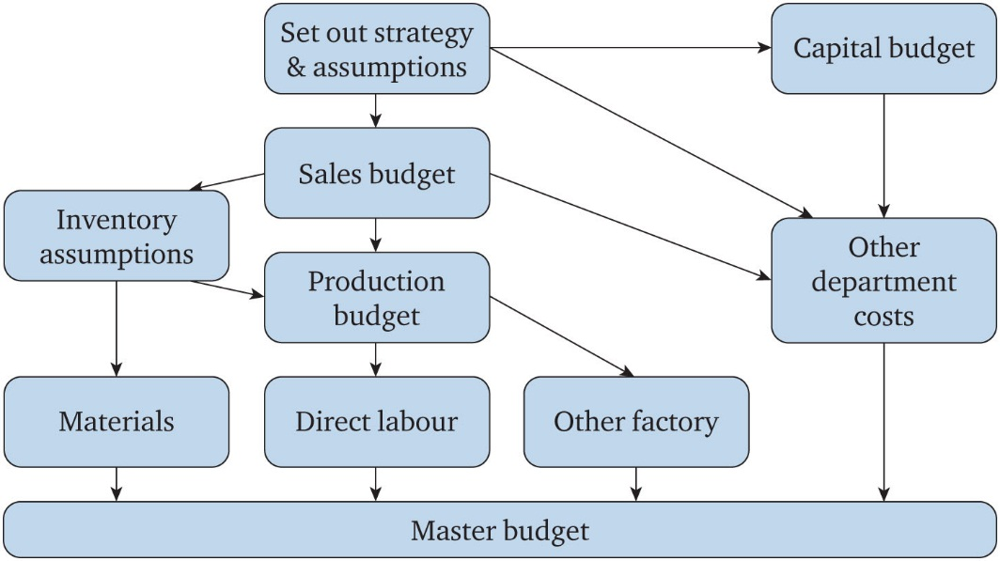 Set out strategy
& assumptions
Capital budget
Sales budget
Inventory
assumptions
Other
department
costs
Production
budget
Materials
Direct labour
Other factory
Master budget